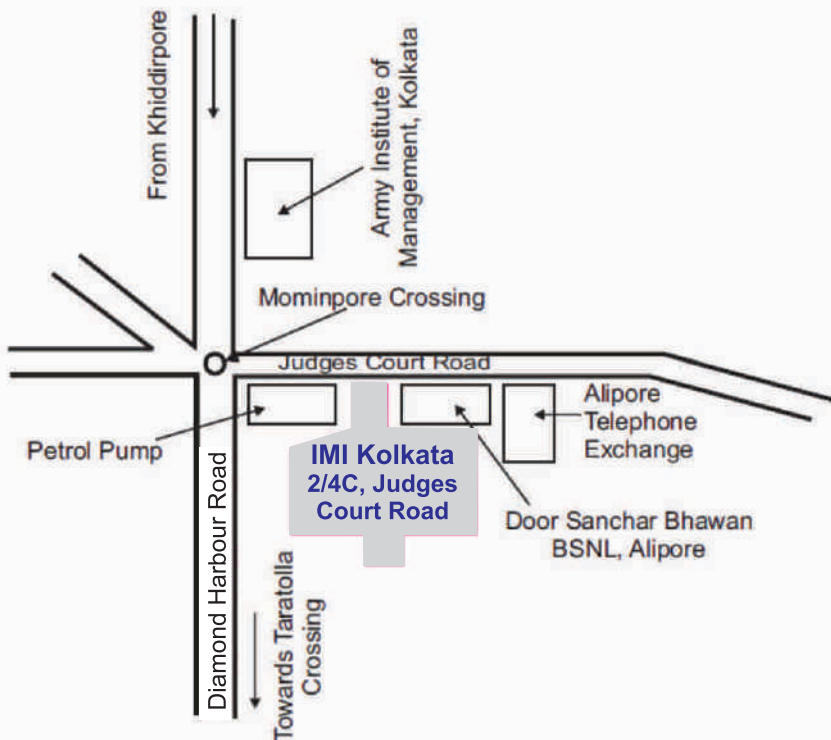 From Khiddirpore
Army Institute of
Management, Kolkata
Mominpore Crossing
Judges Court Road
Petrol Pump
IMI Kolkata
2/4C, Judges
Court Road
Alipore
Telephone
Exchange
Door Sanchar Bhawan
BSNL, Alipore
Diamond Harbour Road
Towards Taratolla
Crossing